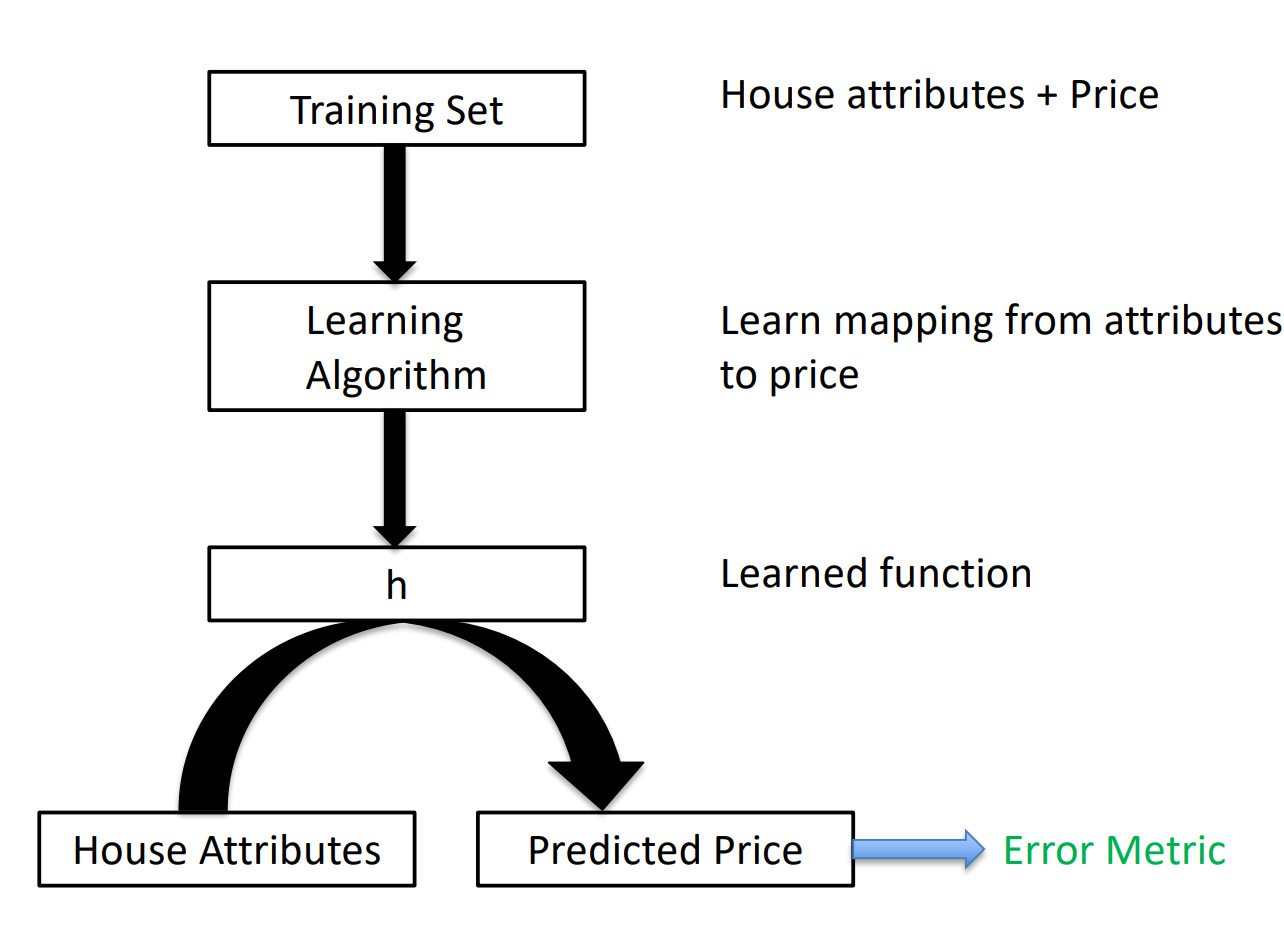 Training Set
House attributes + Price
Learning
Algorithm
Learn mapping from attributes
to price
h
Learned function
House Attributes
Predicted Price
Error Metric